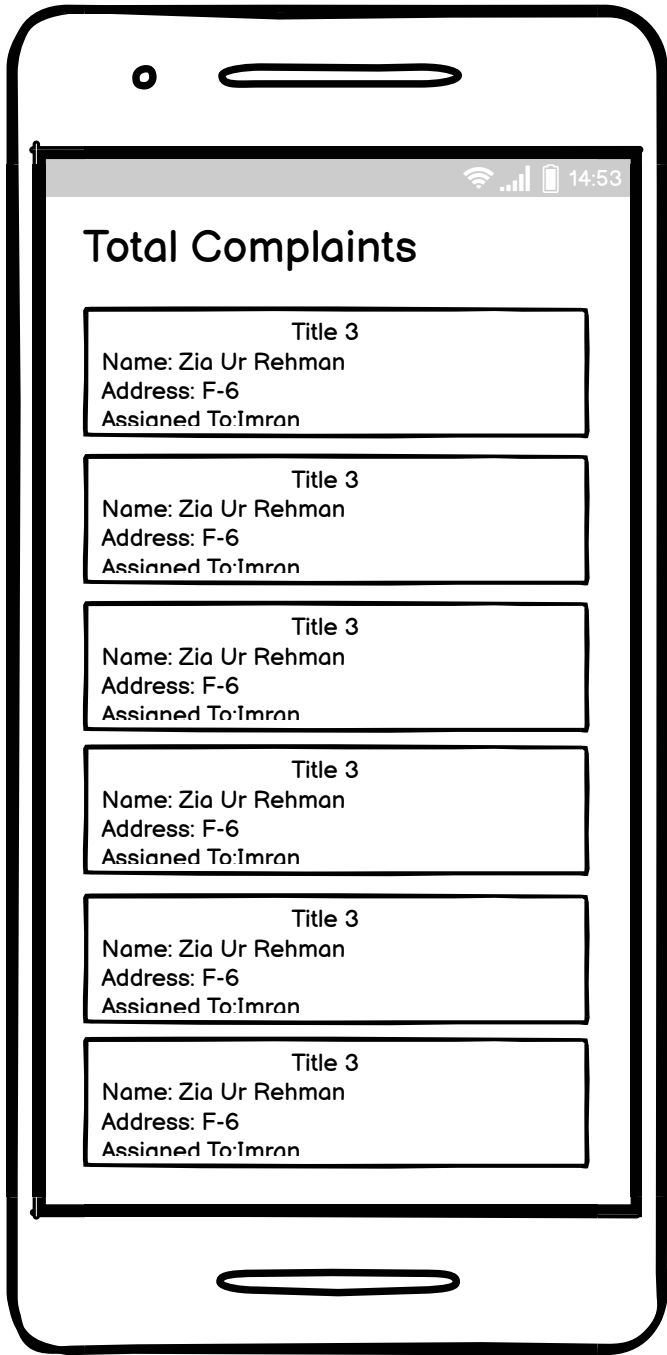 14:53
Total Complaints
Title 3
Name: Zia Ur Rehman
Address: F-6
Assigned To:Imran
Title 3
Name: Zia Ur Rehman
Address: F-6
Assigned To:Imran
Title 3
Name: Zia Ur Rehman
Address: F-6
Assigned To:Imran
Title 3
Name: Zia Ur Rehman
Address: F-6
Assigned To:Imran
Title 3
Name: Zia Ur Rehman
Address: F-6
Assigned To:Imran
Title 3
Name: Zia Ur Rehman
Address: F-6
Assigned To:Imran